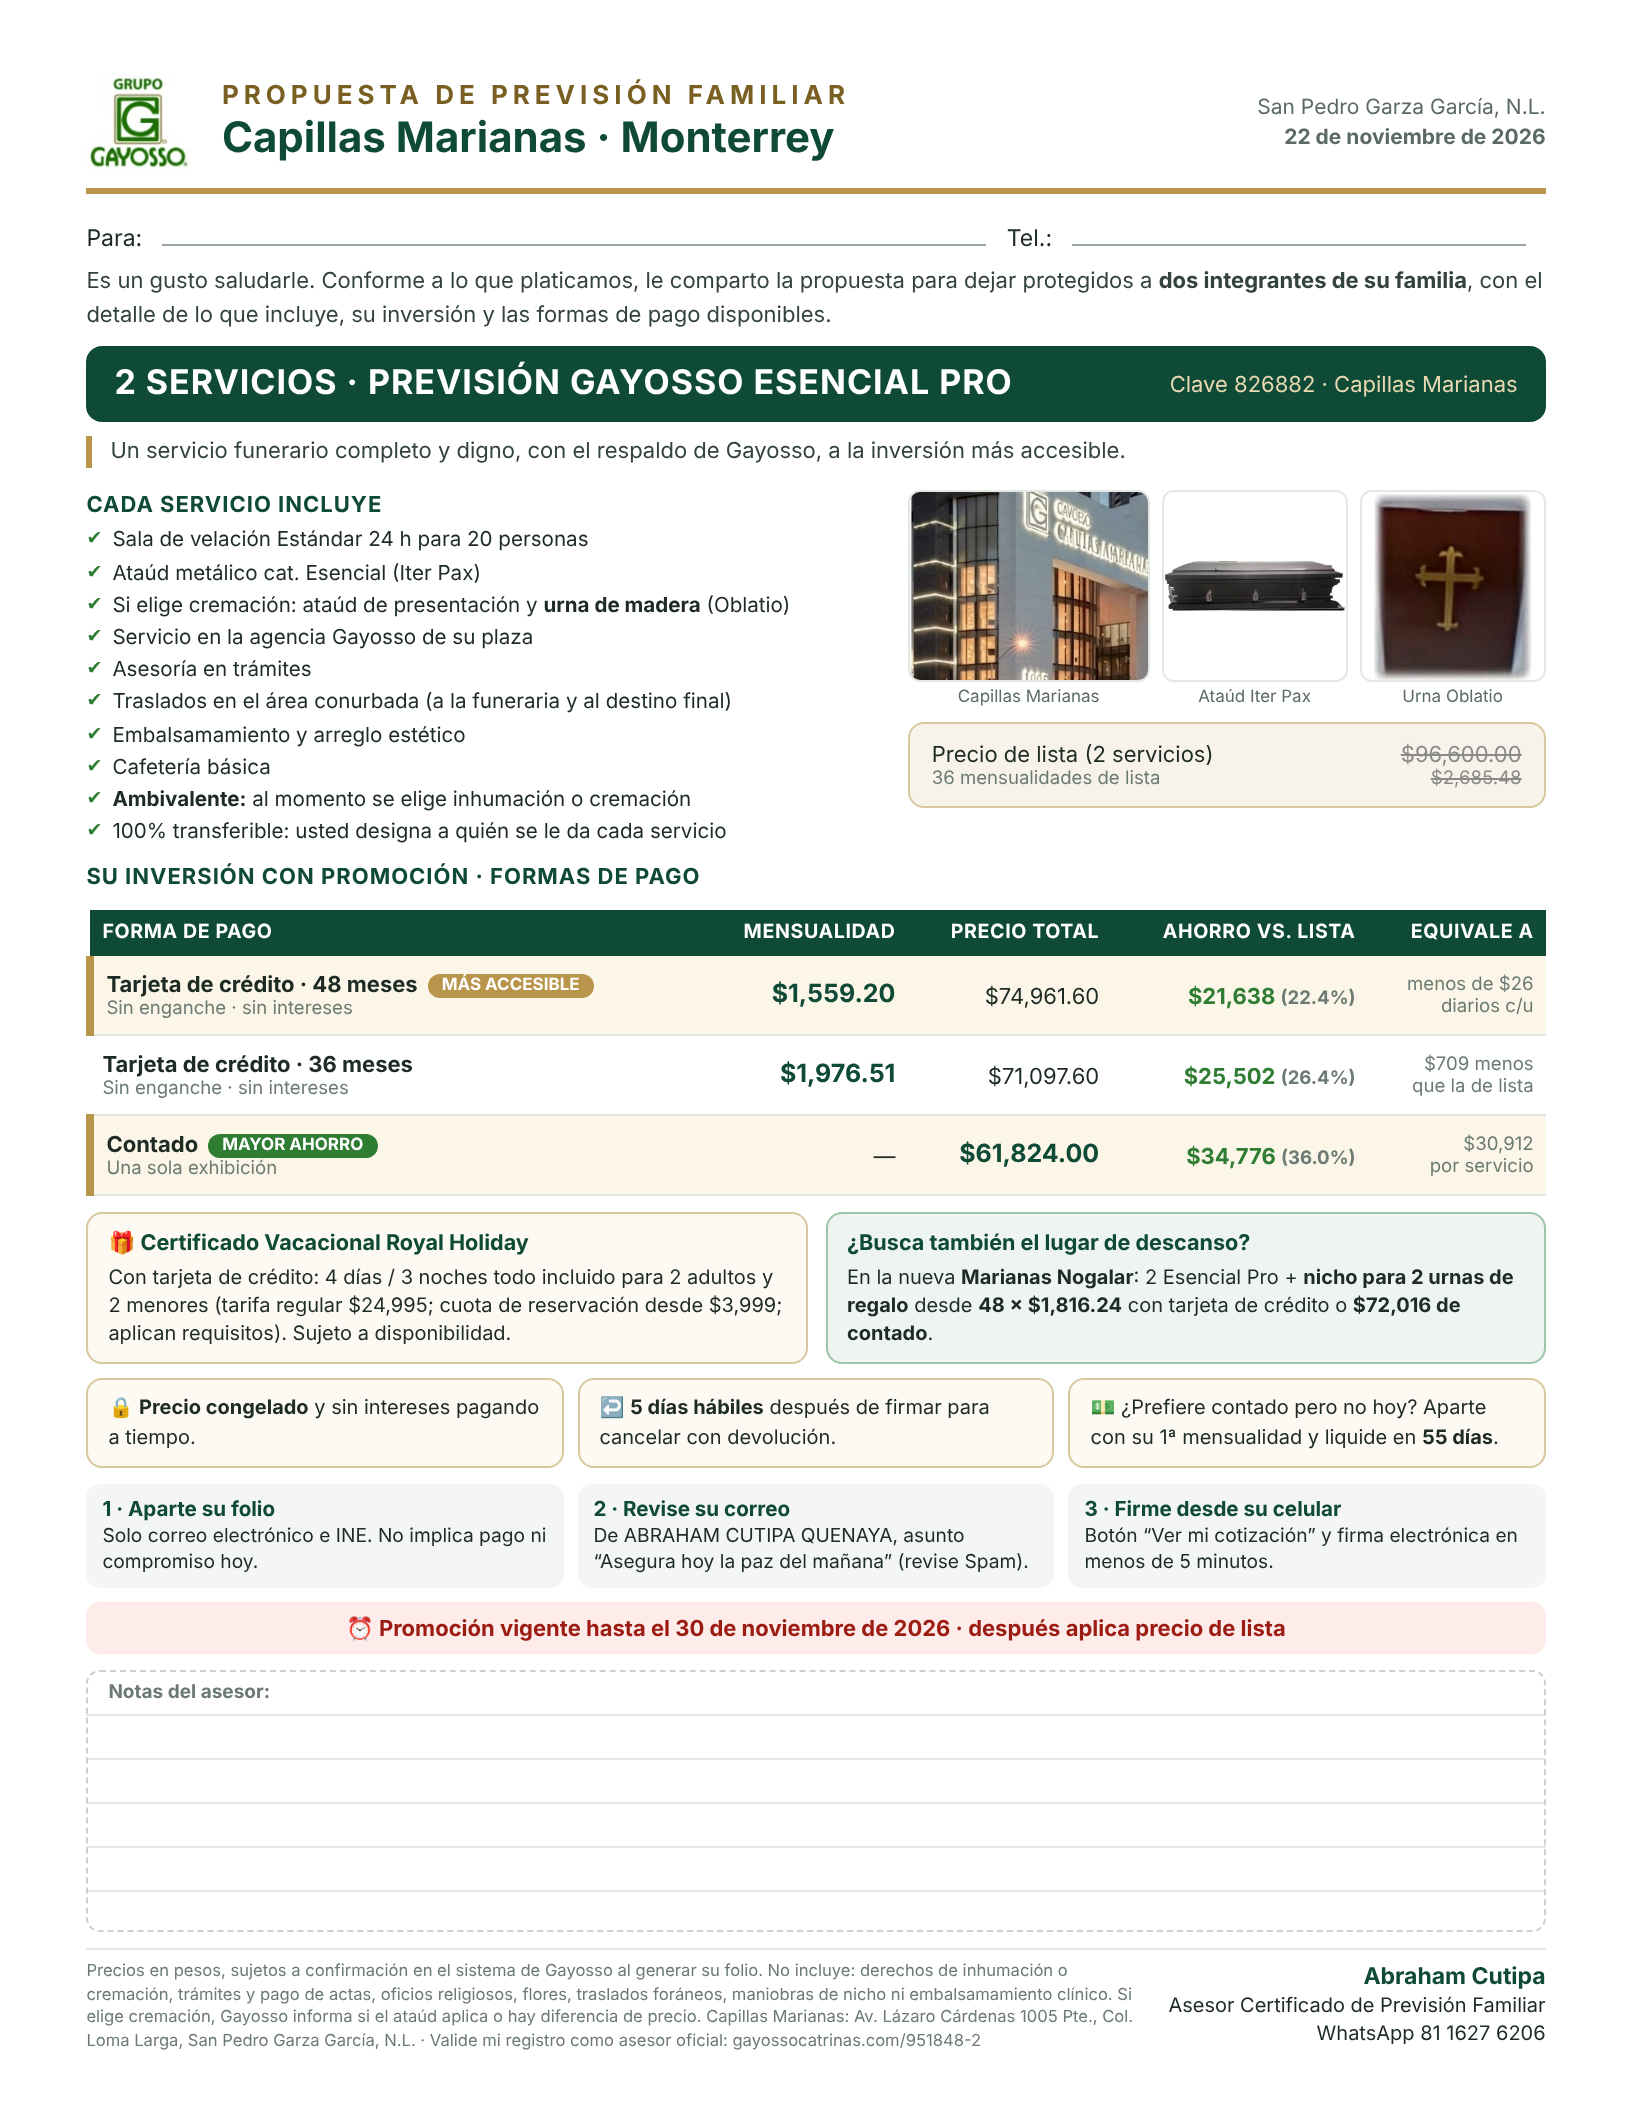 GRUPO
GAYOSSO
PROPUESTA DE PREVISIÓN FAMILIAR
Capillas Marianas · Monterrey
San Pedro Garza García, N.L.
22 de noviembre de 2026
Para:
Tel.:
Es un gusto saludarle. Conforme a lo que platicamos, le comparto la propuesta para dejar protegidos a dos integrantes de su familia, con el
detalle de lo que incluye, su inversión y las formas de pago disponibles.
2 SERVICIOS · PREVISIÓN GAYOSSO ESENCIAL PRO
Clave 826882 · Capillas Marianas
Un servicio funerario completo y digno, con el respaldo de Gayosso, a la inversión más accesible.
CADA SERVICIO INCLUYE
✔ Sala de velación Estándar 24 h para 20 personas
✔ Ataúd metálico cat. Esencial (Iter Pax)
✔ Si elige cremación: ataúd de presentación y urna de madera (Oblatio)
✔ Servicio en la agencia Gayosso de su plaza
✔ Asesoría en trámites
✔ Traslados en el área conurbada (a la funeraria y al destino final)
✔ Embalsamamiento y arreglo estético
✔ Cafetería básica
✔ Ambivalente: al momento se elige inhumación o cremación
✔ 100% transferible: usted designa a quién se le da cada servicio
GAYOSSO
CAPILLAS MARIANAS
1005
Capillas Marianas
Ataúd Iter Pax
Urna Oblatio
Precio de lista (2 servicios) $96,600.00
36 mensualidades de lista $2,685.48
SU INVERSIÓN CON PROMOCIÓN · FORMAS DE PAGO
FORMA DE PAGO MENSUALIDAD PRECIO TOTAL AHORRO VS. LISTA EQUIVALE A
Tarjeta de crédito · 48 meses MÁS ACCESIBLE
Sin enganche · sin intereses
$1,559.20 $74,961.60 $21,638 (22.4%)
menos de $26
diarios c/u
Tarjeta de crédito · 36 meses
Sin enganche · sin intereses
$1,976.51 $71,097.60 $25,502 (26.4%)
$709 menos
que la de lista
Contado MAYOR AHORRO
Una sola exhibición
— $61,824.00 $34,776 (36.0%)
$30,912
por servicio
🎁 Certificado Vacacional Royal Holiday
Con tarjeta de crédito: 4 días / 3 noches todo incluido para 2 adultos y
2 menores (tarifa regular $24,995; cuota de reservación desde $3,999;
aplican requisitos). Sujeto a disponibilidad.
¿Busca también el lugar de descanso?
En la nueva Marianas Nogalar: 2 Esencial Pro + nicho para 2 urnas de
regalo desde 48 × $1,816.24 con tarjeta de crédito o $72,016 de
contado.
🔒 Precio congelado y sin intereses pagando
a tiempo.
↩️ 5 días hábiles después de firmar para
cancelar con devolución.
💵 ¿Prefiere contado pero no hoy? Aparte
con su 1ª mensualidad y liquide en 55 días.
1 · Aparte su folio
Solo correo electrónico e INE. No implica pago ni
compromiso hoy.
2 · Revise su correo
De ABRAHAM CUTIPA QUENAYA, asunto
“Asegura hoy la paz del mañana” (revise Spam).
3 · Firme desde su celular
Botón “Ver mi cotización” y firma electrónica en
menos de 5 minutos.
⏰ Promoción vigente hasta el 30 de noviembre de 2026 · después aplica precio de lista
Notas del asesor:
Precios en pesos, sujetos a confirmación en el sistema de Gayosso al generar su folio. No incluye: derechos de inhumación o
cremación, trámites y pago de actas, oficios religiosos, flores, traslados foráneos, maniobras de nicho ni embalsamamiento clínico. Si
elige cremación, Gayosso informa si el ataúd aplica o hay diferencia de precio. Capillas Marianas: Av. Lázaro Cárdenas 1005 Pte., Col.
Loma Larga, San Pedro Garza García, N.L. · Valide mi registro como asesor oficial: gayossocatrinas.com/951848-2
Abraham Cutipa
Asesor Certificado de Previsión Familiar
WhatsApp 81 1627 6206